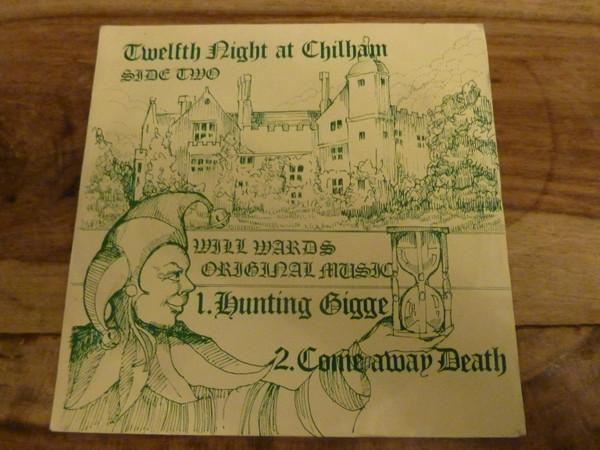 Twelfth Night at Chilham
SIDE TWO
WILL WARDS
ORIGINAL MUSIC
1. Hunting Gigge
2. Come away Death